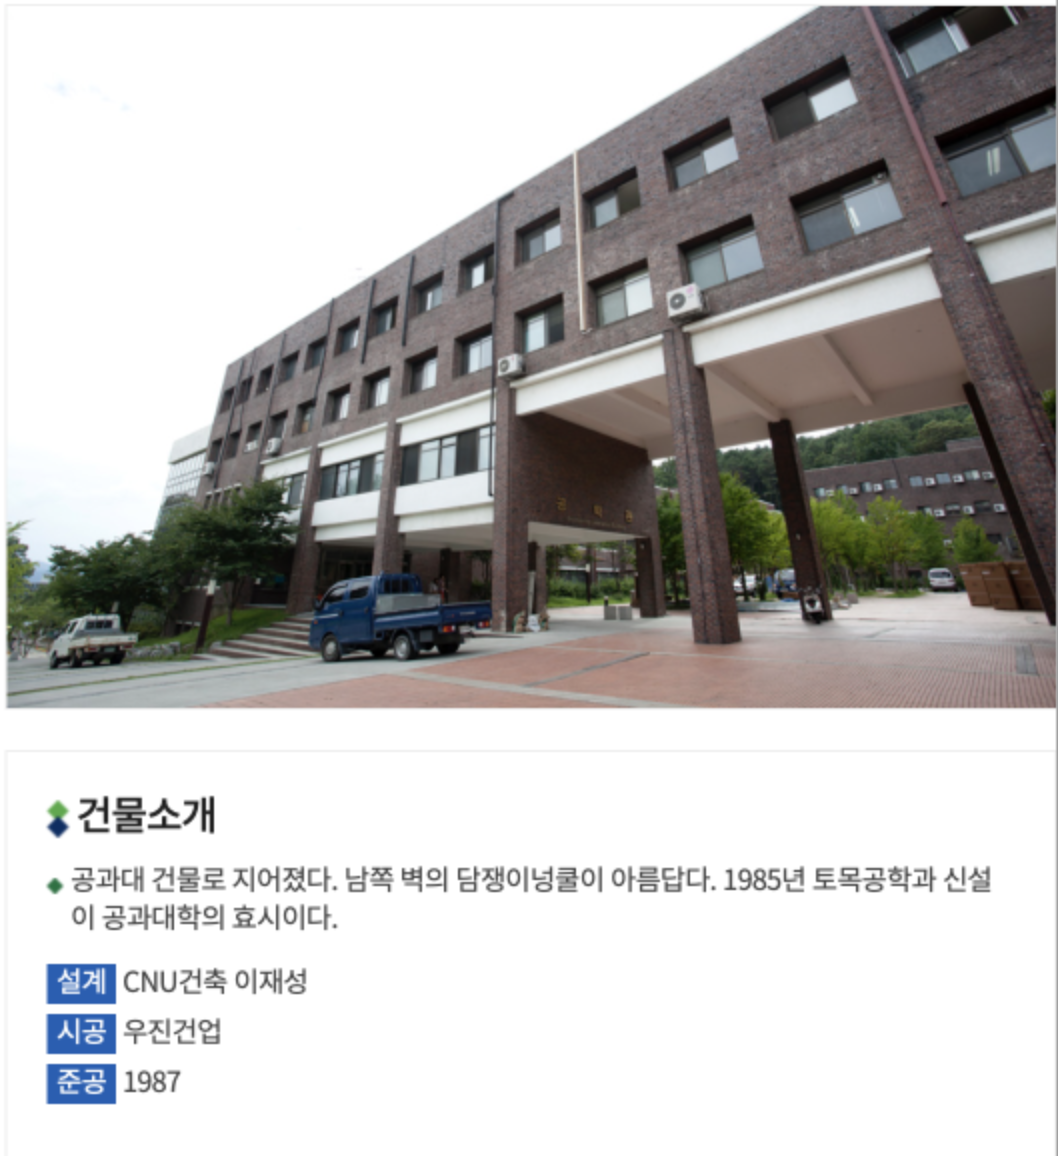 공학관
건물소개
공과대 건물로 지어졌다. 남쪽 벽의 담쟁이넝쿨이 아름답다. 1985년 토목공학과 신설
이 공과대학의 효시이다.
설계 CNU건축 이재성
시공 우진건업
준공 1987